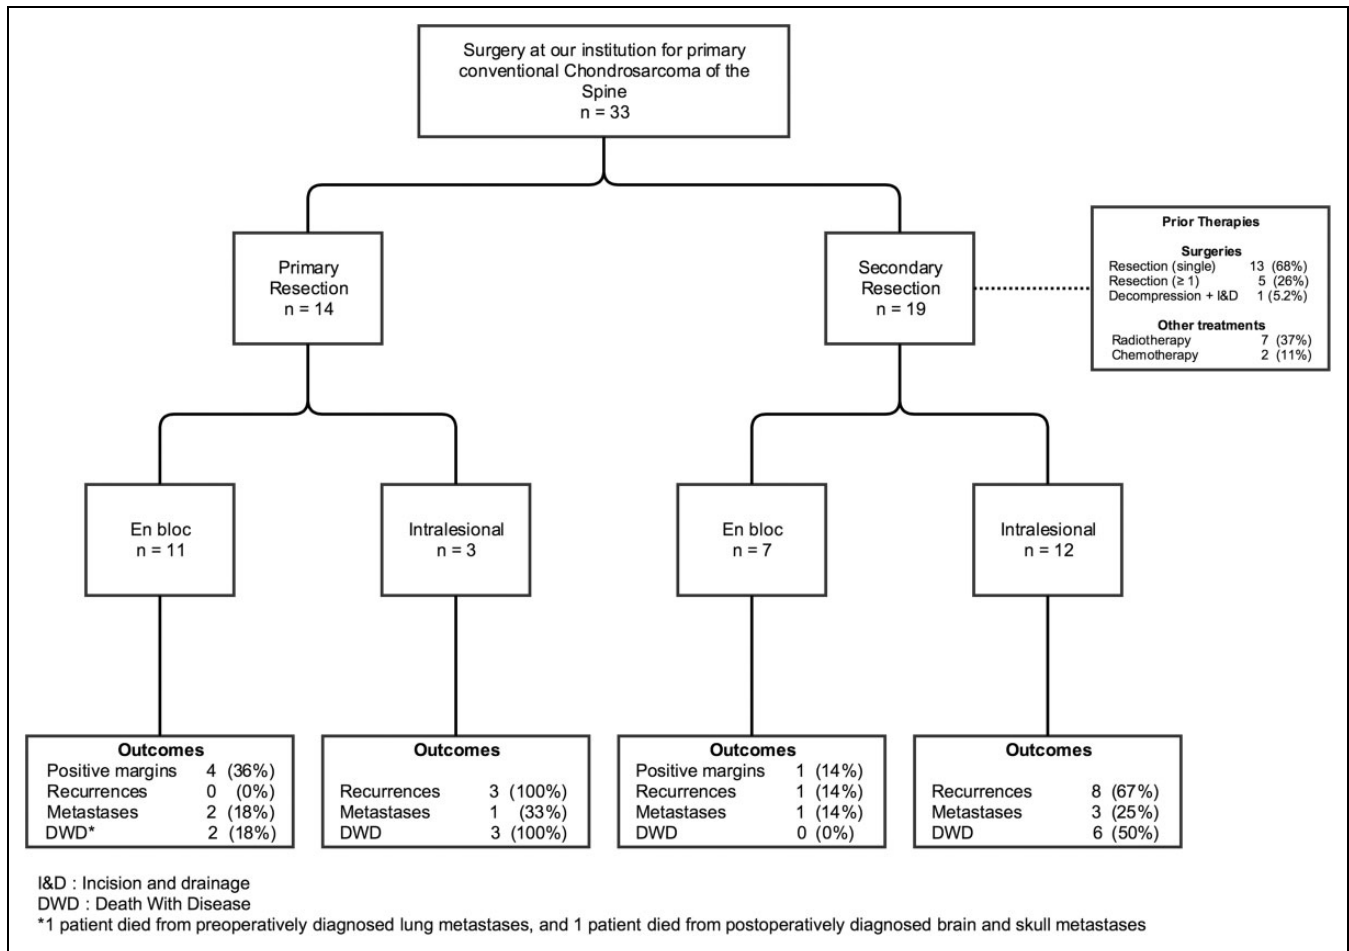 Surgery at our institution for primary
conventional Chondrosarcoma of the
Spine
n = 33
Primary
Resection
n = 14
Secondary
Resection
n = 19
Prior Therapies
Surgeries
Resection (single) 13 (68%)
Resection (≥ 1) 5 (26%)
Decompression + I&D 1 (5.2%)
Other treatments
Radiotherapy 7 (37%)
Chemotherapy 2 (11%)
En bloc
n = 11
Intralesional
n = 3
En bloc
n = 7
Intralesional
n = 12
Outcomes
Positive margins 4 (36%)
Recurrences 0 (0%)
Metastases 2 (18%)
DWD* 2 (18%)
Outcomes
Recurrences 3 (100%)
Metastases 1 (33%)
DWD 3 (100%)
Outcomes
Positive margins 1 (14%)
Recurrences 1 (14%)
Metastases 1 (14%)
DWD 0 (0%)
Outcomes
Recurrences 8 (67%)
Metastases 3 (25%)
DWD 6 (50%)
I&D : Incision and drainage
DWD : Death With Disease
*1 patient died from preoperatively diagnosed lung metastases, and 1 patient died from postoperatively diagnosed brain and skull metastases